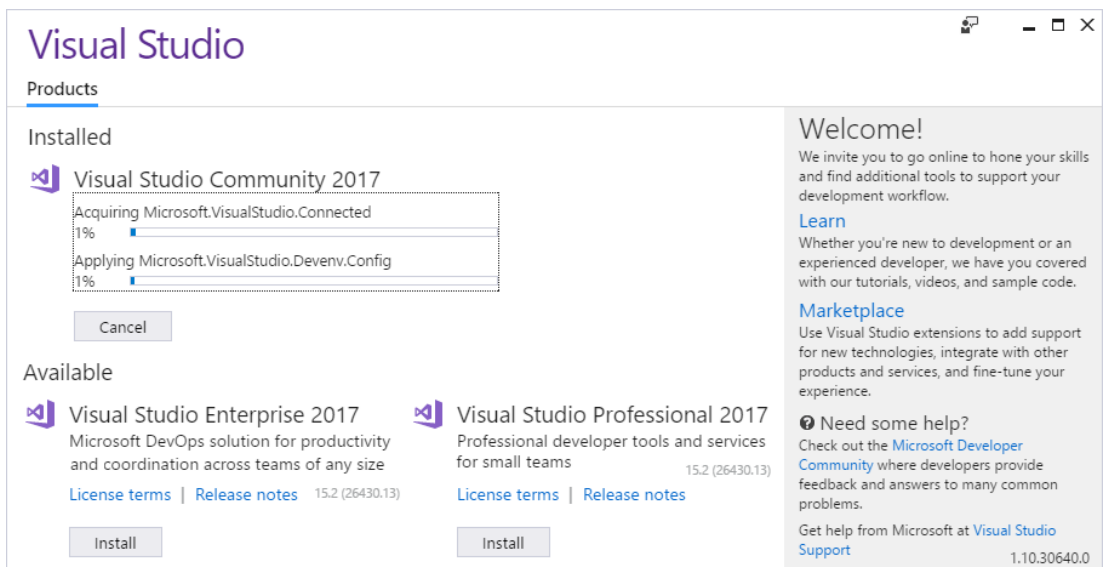 Visual Studio
Products
Installed
Visual Studio Community 2017
Acquiring Microsoft.VisualStudio.Connected
1%
Applying Microsoft.VisualStudio.Devenv.Config
1%
Cancel
Available
Visual Studio Enterprise 2017
Microsoft DevOps solution for productivity
and coordination across teams of any size
License terms | Release notes 15.2 (26430.13)
Install
Visual Studio Professional 2017
Professional developer tools and services
for small teams
15.2 (26430.13)
License terms | Release notes
Install
Welcome!
We invite you to go online to hone your skills
and find additional tools to support your
development workflow.
Learn
Whether you're new to development or an
experienced developer, we have you covered
with our tutorials, videos, and sample code.
Marketplace
Use Visual Studio extensions to add support
for new technologies, integrate with other
products and services, and fine-tune your
experience.
Need some help?
Check out the Microsoft Developer
Community where developers provide
feedback and answers to many common
problems.
Get help from Microsoft at Visual Studio
Support
1.10.30640.0